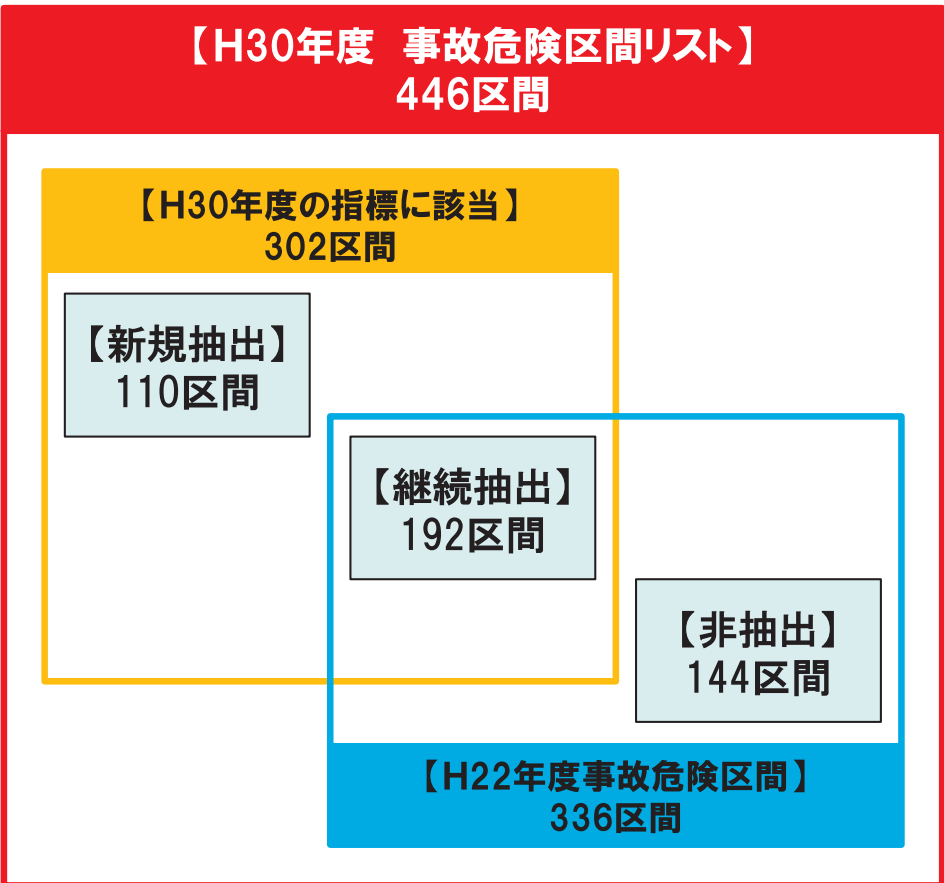 【H30年度　事故危険区間リスト】
446区間
【H30年度の指標に該当】
302区間
【新規抽出】
110区間
【継続抽出】
192区間
【非抽出】
144区間
【H22年度事故危険区間】
336区間